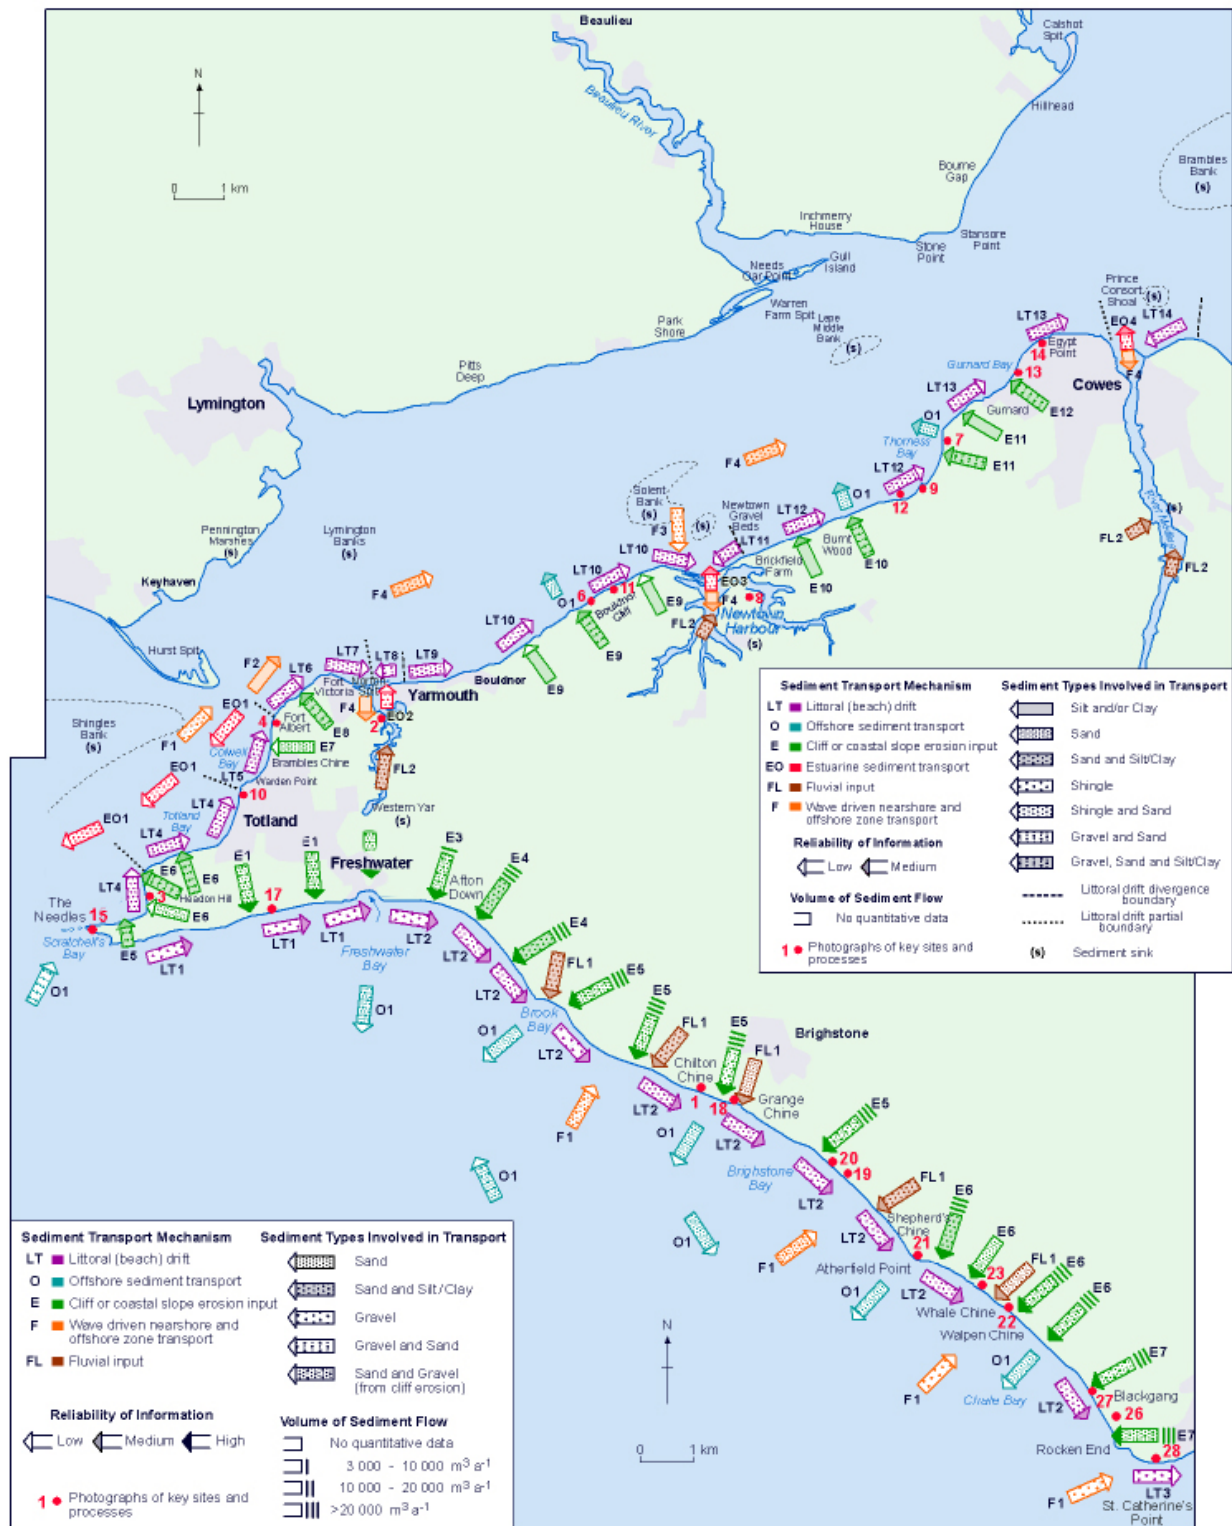 Beaulieu
Calshot
Spit
Beaulieu River
Hillhead
N
Brambles
Bank
(s)
Bourne
Gap
0 1 km
Inchmerry
House
Stansore
Point
Stone
Point
Gull
Island
Needs
Oar Point
Warren
Farm Spit
Prince
Consort
Shoal
(s)
Park
Shore
Lepe
Middle
Bank
(s)
LT13
EO4
LT14
Egypt
Point
14
Pitts
Deep
Gurnard Bay
13
Cowes
F4
Lymington
LT13
Gurnard
E12
O1
Thorness
Bay
7
E11
E11
F4
LT12
9
12
Solent
Bank
(s)
Newtown
Gravel
Beds
(s)
O1
River Medina
(s)
Pennington
Marshes
(s)
Lymington
Banks
(s)
F3
LT12
Burnt
Wood
FL2
LT10
LT11
Brickfield
Farm
E10
E10
FL2
Keyhaven
F4
LT10
O1
6
11
Bouldnor
Cliff
E9
EO3
F4
8
Newtown
Harbour
(s)
FL2
LT10
E9
Hurst Spit
F2
LT6
LT7
LT8
LT9
Fort
Victoria
Norton
Spit
Yarmouth
Bouldnor
E9
EO1
4
Fort
Albert
E8
F4
2
EO2
Shingles
Bank
(s)
F1
Colwell
Bay
E7
Brambles Chine
FL2
LT5
Warden Point
EO1
10
LT4
Totland
Western Yar
(s)
Totland
Bay
EO1
LT4
E1
E1
Freshwater
E3
E4
Afton
Down
E6
E6
Headon Hill
LT4
3
E6
17
The
Needles
15
Scratchell's
Bay
E5
LT1
LT1
LT1
LT2
Freshwater
Bay
LT2
E4
O1
O1
LT2
FL1
E5
Brook
Bay
O1
LT2
E5
FL1
E5
FL1
Brighstone
Chilton
Chine
1
18
Grange
Chine
F1
LT2
O1
LT2
E5
20
19
Brighstone
Bay
LT2
O1
FL1
E6
Shepherd's
Chine
O1
LT2
21
F1
Atherfield Point
E6
23
FL1
E6
O1
LT2
Whale Chine
22
E6
Walpen Chine
N
O1
E7
F1
Chale Bay
LT2
27
Blackgang
26
0 1 km
Rocken End
E7
28
F1
LT3
St. Catherine's
Point
Sediment Transport Mechanism
LT Littoral (beach) drift
O Offshore sediment transport
E Cliff or coastal slope erosion input
EO Estuarine sediment transport
FL Fluvial input
F Wave driven nearshore and
offshore zone transport
Reliability of Information
Low Medium
Volume of Sediment Flow
No quantitative data
1 Photographs of key sites and
processes
Sediment Types Involved in Transport
Silt and/or Clay
Sand
Sand and Silt/Clay
Shingle
Shingle and Sand
Gravel and Sand
Gravel, Sand and Silt/Clay
Littoral drift divergence
boundary
Littoral drift partial
boundary
(s) Sediment sink
Sediment Transport Mechanism
LT Littoral (beach) drift
O Offshore sediment transport
E Cliff or coastal slope erosion input
F Wave driven nearshore and
offshore zone transport
FL Fluvial input
Reliability of Information
Low Medium High
1 Photographs of key sites and
processes
Sediment Types Involved in Transport
Sand
Sand and Silt/Clay
Gravel
Gravel and Sand
Sand and Gravel
(from cliff erosion)
Volume of Sediment Flow
No quantitative data
3 000 - 10 000 m³ a⁻¹
10 000 - 20 000 m³ a⁻¹
>20 000 m³ a⁻¹